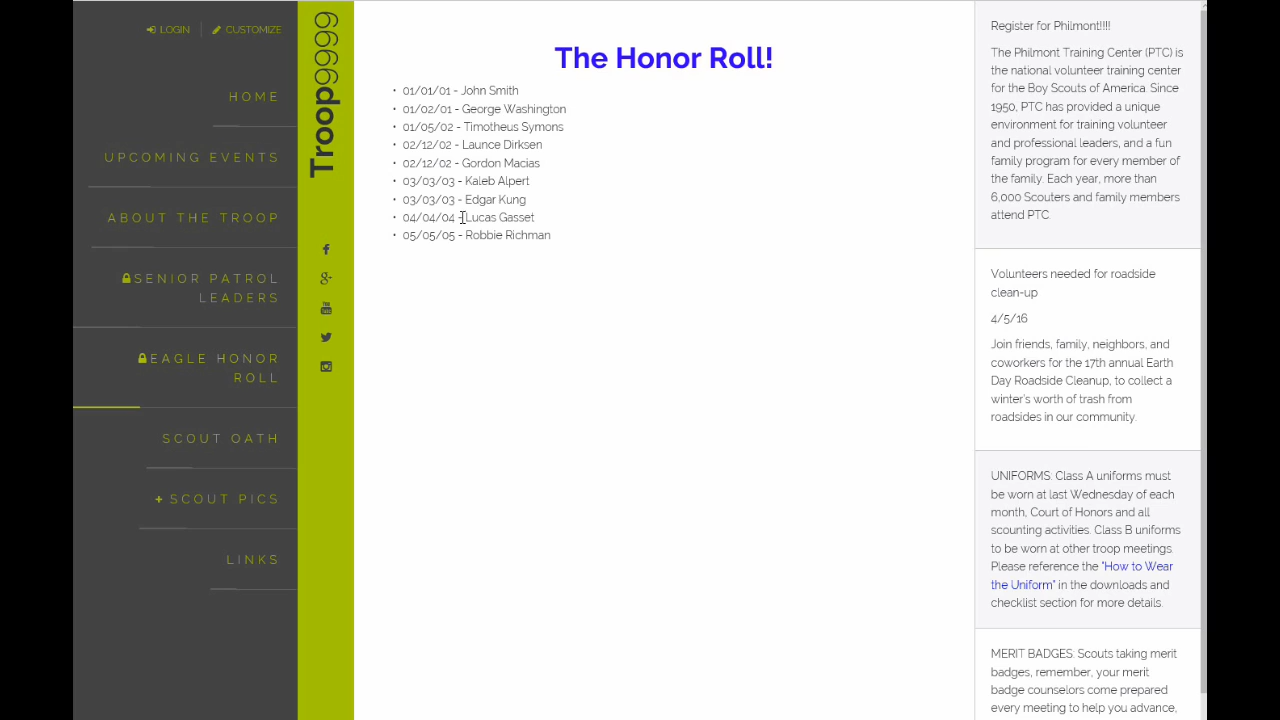 LOGIN
CUSTOMIZE
HOME
UPCOMING EVENTS
ABOUT THE TROOP
SENIOR PATROL
LEADERS
EAGLE HONOR
ROLL
SCOUT OATH
+ SCOUT PICS
LINKS
Troop9999
The Honor Roll!
• 01/01/01 - John Smith
• 01/02/01 - George Washington
• 01/05/02 - Timotheus Symons
• 02/12/02 - Launce Dirksen
• 02/12/02 - Gordon Macias
• 03/03/03 - Kaleb Alpert
• 03/03/03 - Edgar Kung
• 04/04/04 - Lucas Gasset
• 05/05/05 - Robbie Richman
Register for Philmont!!!!
The Philmont Training Center (PTC) is
the national volunteer training center
for the Boy Scouts of America. Since
1950, PTC has provided a unique
environment for training volunteer
and professional leaders, and a fun
family program for every member of
the family. Each year, more than
6,000 Scouters and family members
attend PTC.
Volunteers needed for roadside
clean-up
4/5/16
Join friends, family, neighbors, and
coworkers for the 17th annual Earth
Day Roadside Cleanup, to collect a
winter's worth of trash from
roadsides in our community.
UNIFORMS: Class A uniforms must
be worn at last Wednesday of each
month, Court of Honors and all
scounting activities. Class B uniforms
to be worn at other troop meetings.
Please reference the "How to Wear
the Uniform" in the downloads and
checklist section for more details.
MERIT BADGES: Scouts taking merit
badges, remember, your merit
badge counselors come prepared
every meeting to help you advance,